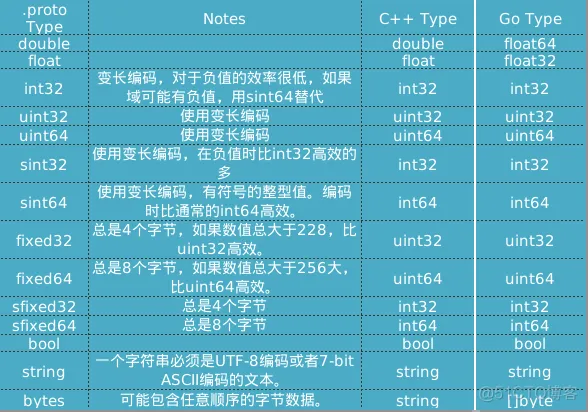 .proto Type Notes C++ Type Go Type
double double float64
float float float32
int32 变长编码，对于负值的效率很低，如果 int32 int32
域可能有负值，用sint64替代
uint32 使用变长编码 uint32 uint32
uint64 使用变长编码 uint64 uint64
sint32 使用变长编码，在负值时比int32高效的 int32 int32
多
sint64 使用变长编码，有符号的整型值。编码 int64 int64
时比通常的int64高效。
fixed32 总是4个字节，如果数值总大于228，比 uint32 uint32
uint32高效。
fixed64 总是8个字节，如果数值总大于256大， uint64 uint64
比uint64高效。
sfixed32 总是4个字节 int32 int32
sfixed64 总是8个字节 int64 int64
bool bool bool
string 一个字符串必须是UTF-8编码或者7-bit string string
ASCII编码的文本。
bytes 可能包含任意顺序的字节数据。 string []byte